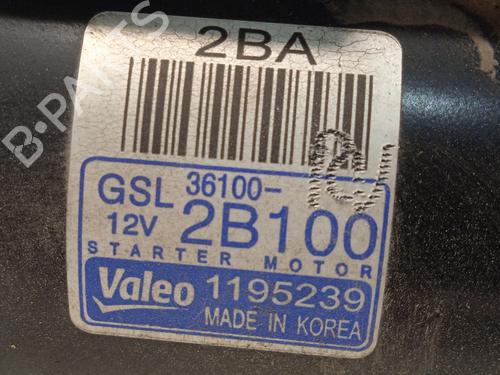 2BA
GSL 36100-
12V 2B100
STARTER MOTOR
Valeo 1195239
MADE IN KOREA
B-PARTS